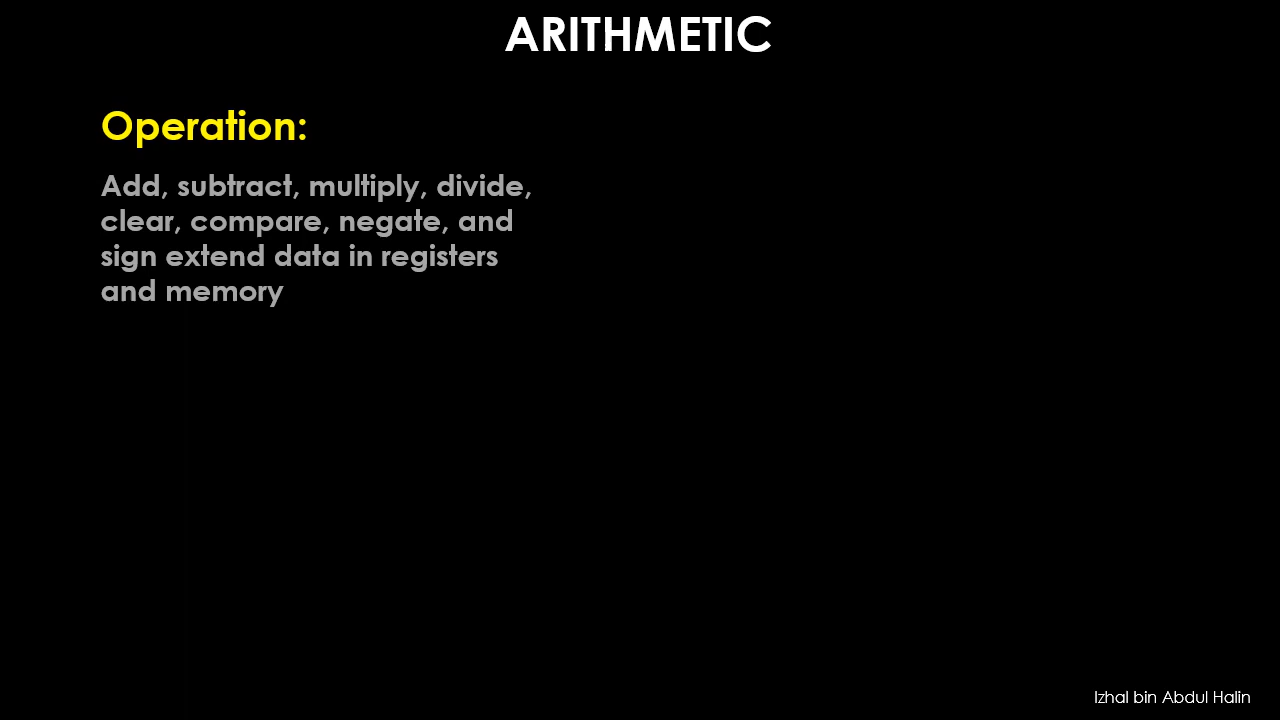 ARITHMETIC
Operation:
Add, subtract, multiply, divide,
clear, compare, negate, and
sign extend data in registers
and memory
Izhal bin Abdul Halin